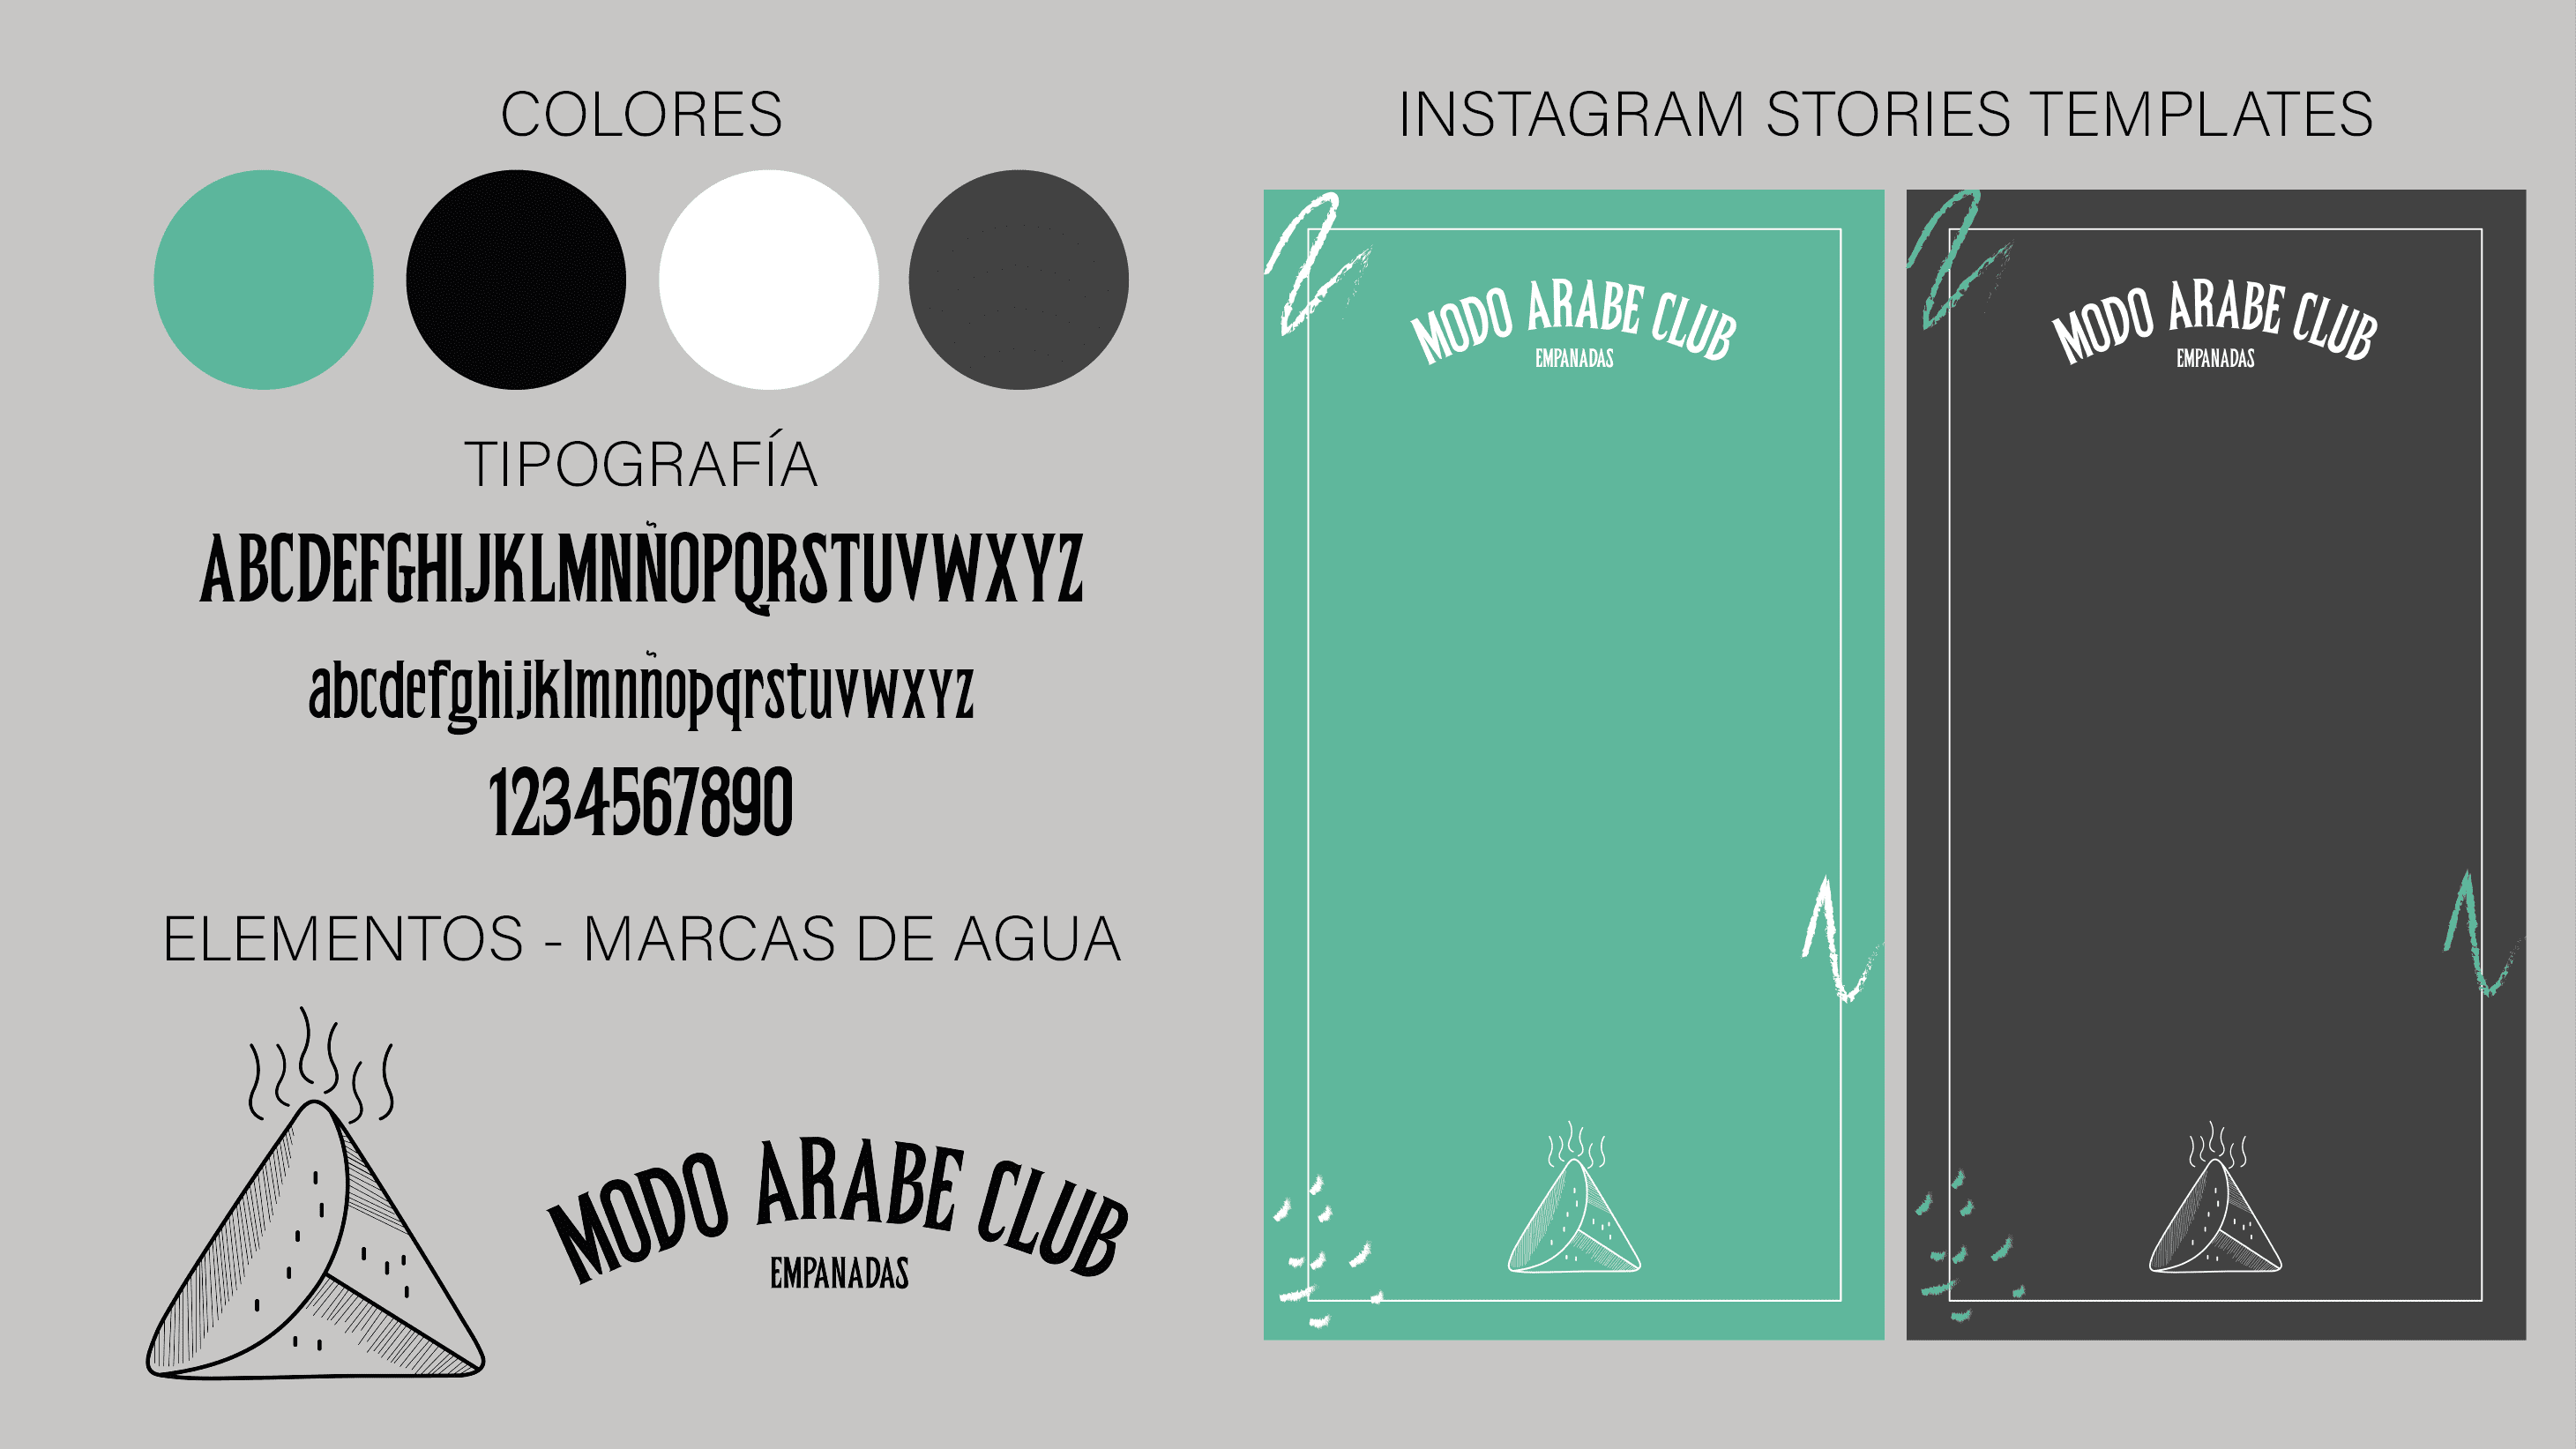 COLORES
TIPOGRAFÍA
ABCDEFGHIJKLMNÑOPQRSTUVWXYZ
abcdefghijklmnñopqrstuvwxyz
1234567890
ELEMENTOS - MARCAS DE AGUA
MODO ARABE CLUB
EMPANADAS
INSTAGRAM STORIES TEMPLATES
MODO ARABE CLUB
EMPANADAS
MODO ARABE CLUB
EMPANADAS